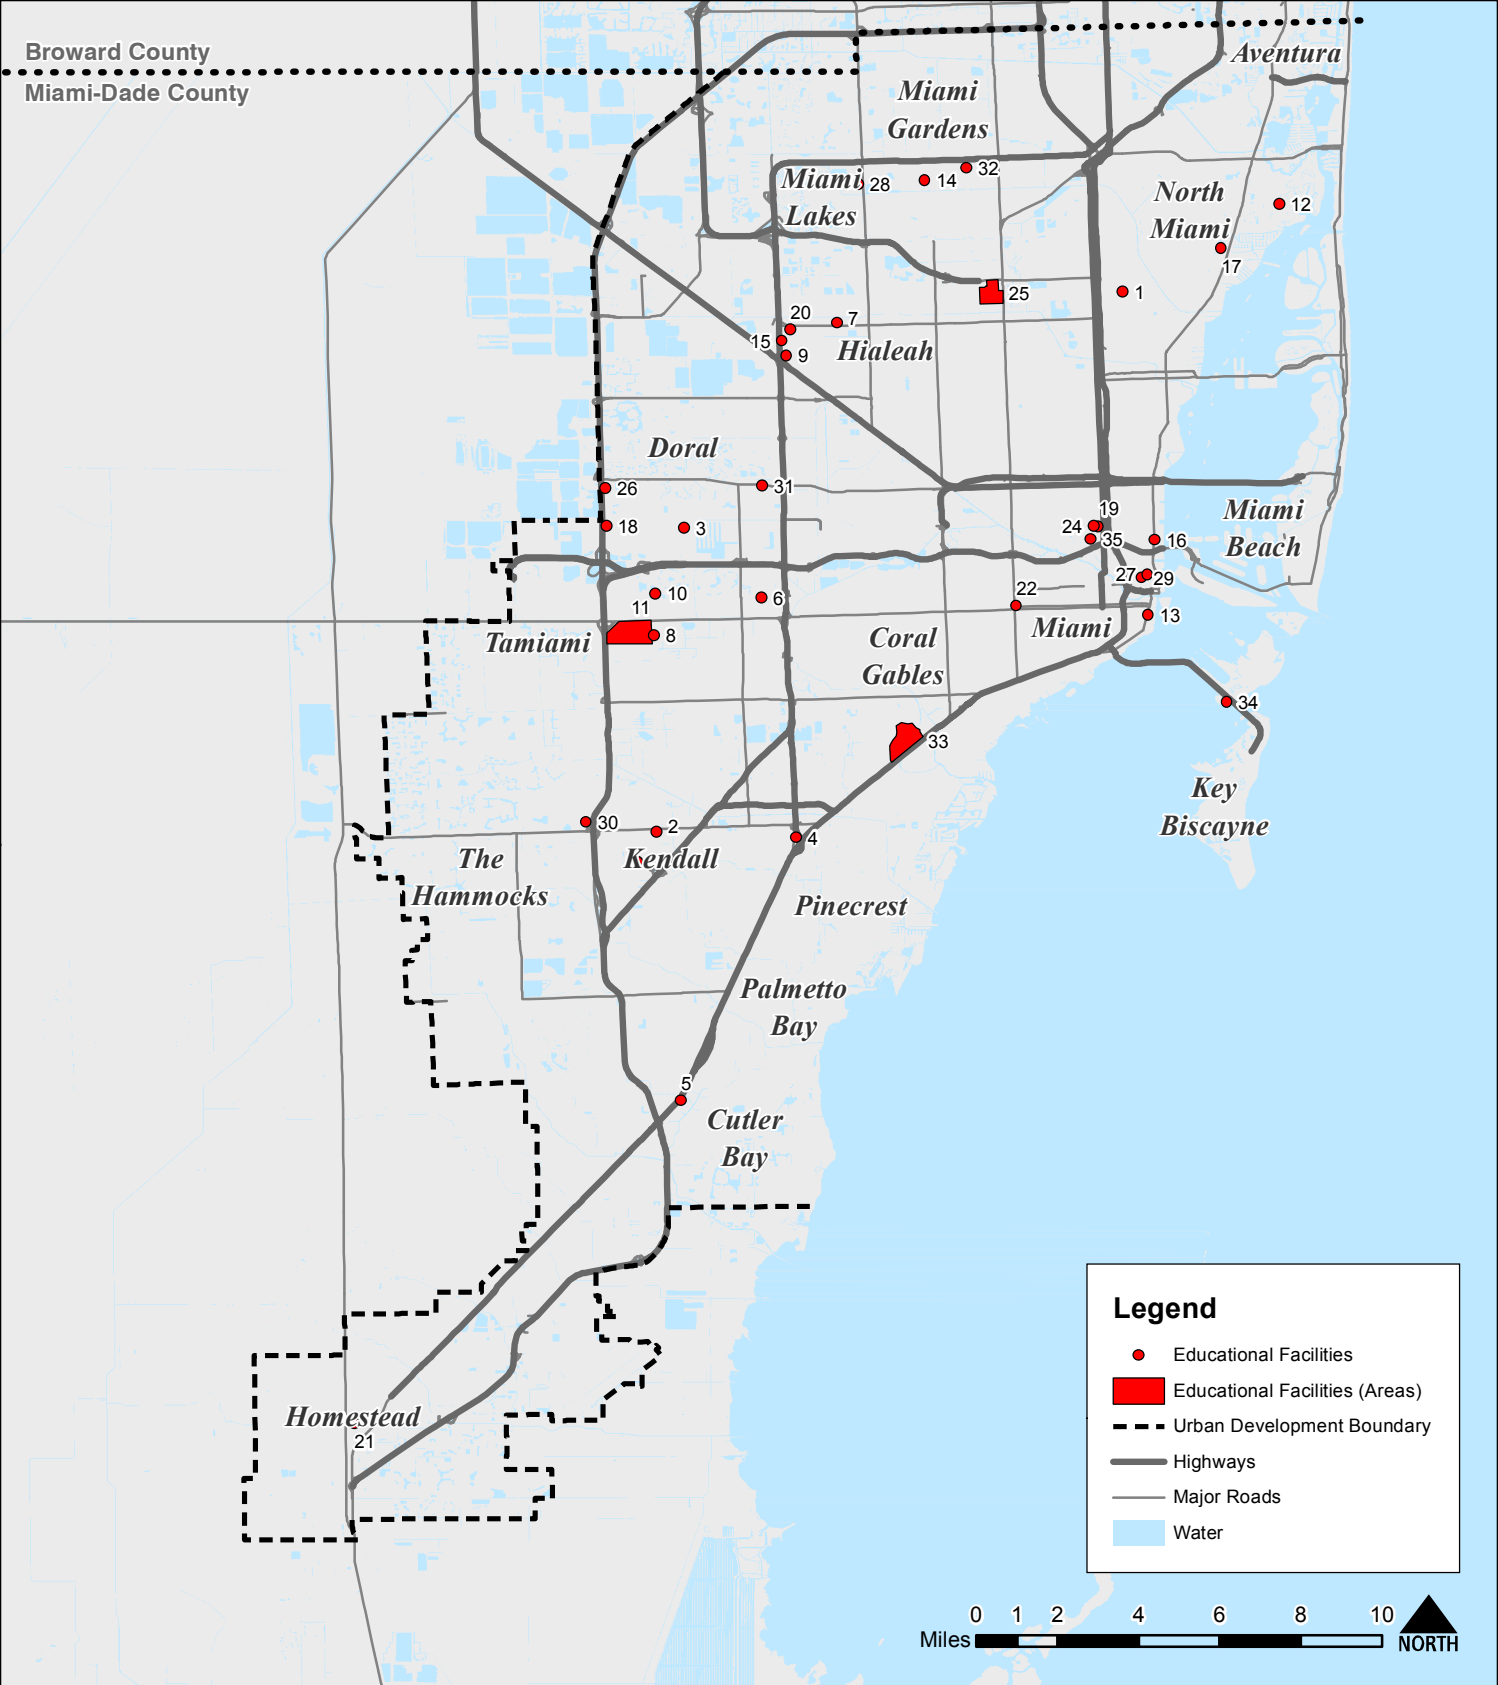 Broward County
Miami-Dade County
Aventura
Miami
Gardens
32
Miami
Lakes
28
14
North
Miami
12
17
25
1
20
7
15
9
Hialeah
Doral
26
31
18
3
19
24
35
16
Miami
Beach
27
29
10
11
6
22
13
Tamiami
8
Coral
Gables
Miami
34
33
Key
Biscayne
30
2
4
The
Hammocks
Kendall
Pinecrest
Palmetto
Bay
5
Cutler
Bay
Homestead
21
Legend
Educational Facilities
Educational Facilities (Areas)
Urban Development Boundary
Highways
Major Roads
Water
0 1 2 4 6 8 10
Miles
NORTH